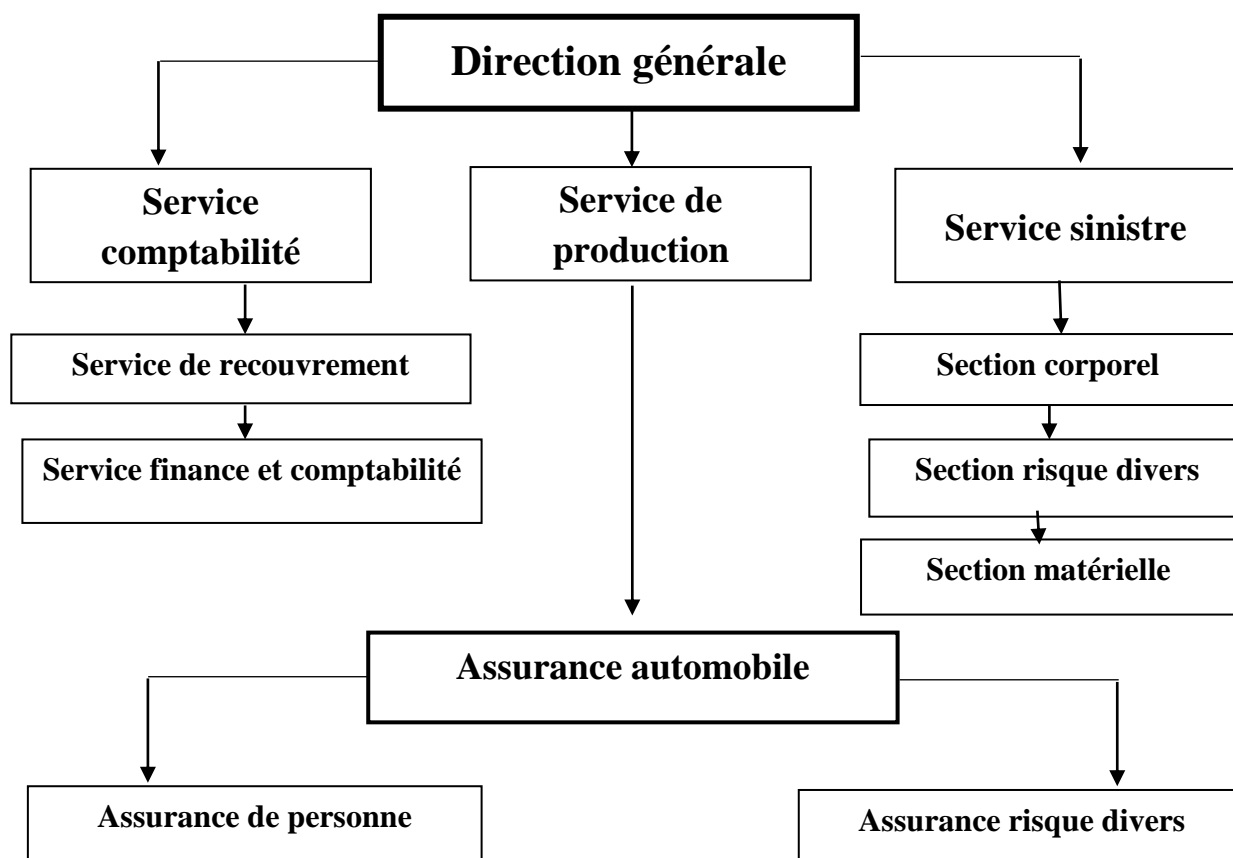 Direction générale
Service
comptabilité
Service de
production
Service sinistre
Service de recouvrement
Section corporel
Service finance et comptabilité
Section risque divers
Section matérielle
Assurance automobile
Assurance de personne
Assurance risque divers